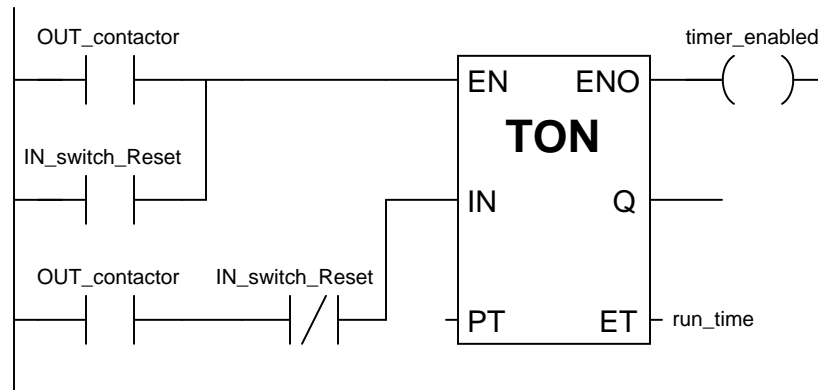 OUT_contactor
timer_enabled
EN ENO
TON
IN_switch_Reset
IN Q
OUT_contactor IN_switch_Reset
PT ET run_time